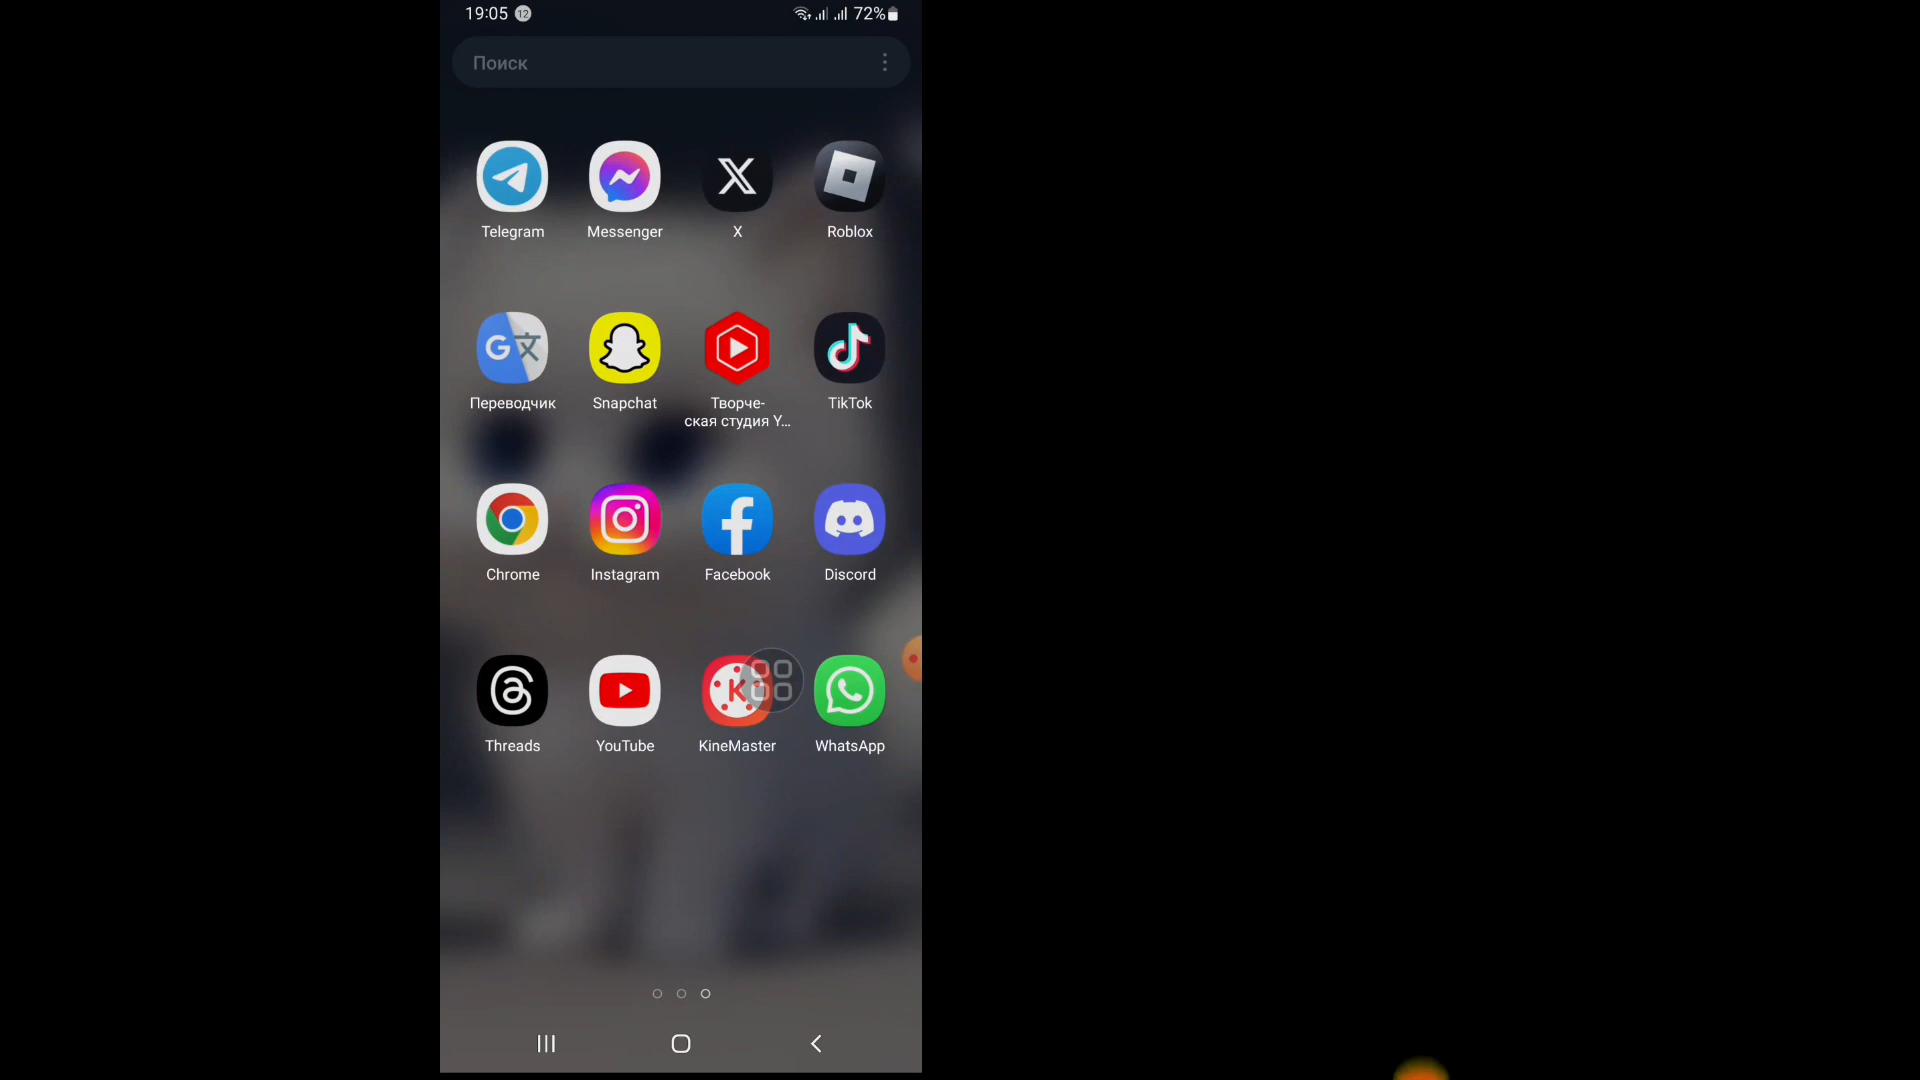 19:05 12 72%
Поиск
Telegram Messenger X Roblox
Переводчик Snapchat Творче- TikTok
ская студия Y...
Chrome Instagram Facebook Discord
Threads YouTube KineMaster WhatsApp